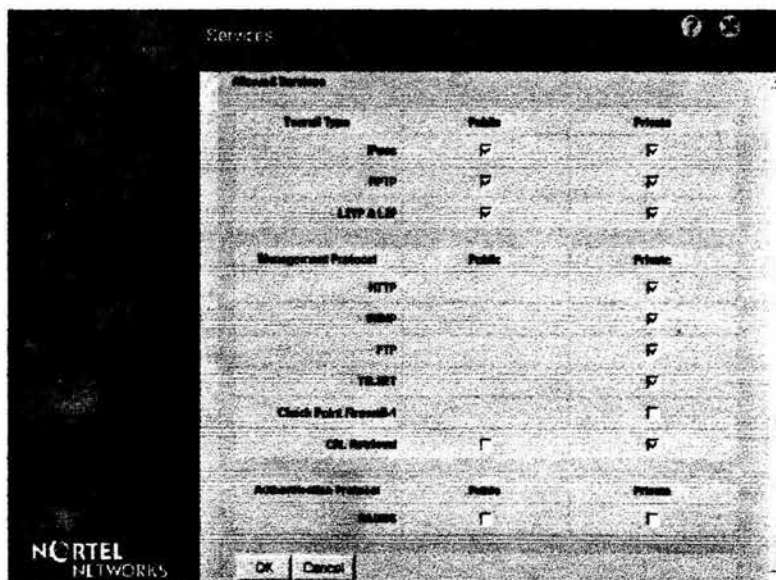 Services
Allowed Services
Tunnel Type Public Private
IPsec
PPTP
L2TP & L2F
Management Protocol Public Private
HTTP
SNMP
FTP
TELNET
Check Point Firewall-1
CRL Retrieval
Authentication Protocol Public Private
RADIUS
OK Cancel
NORTEL
NETWORKS